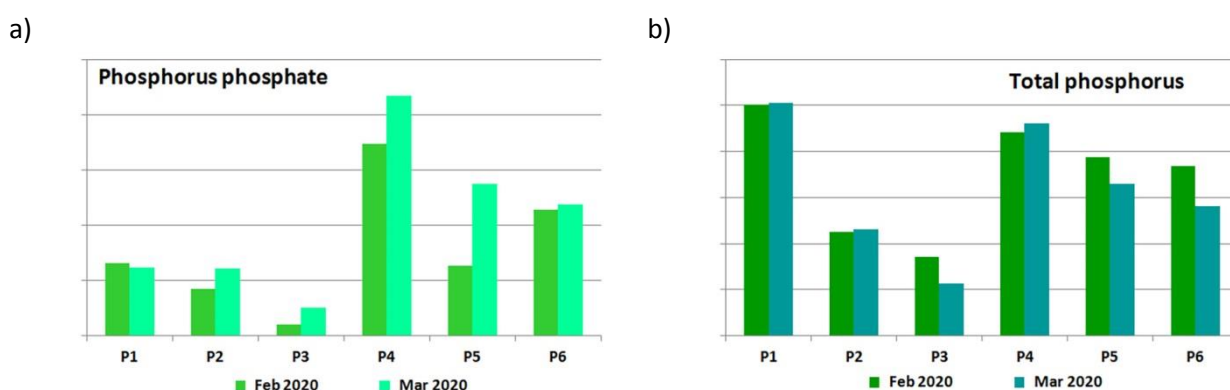 a)
Phosphorus phosphate
P1 P2 P3 P4 P5 P6
Feb 2020 Mar 2020
b)
Total phosphorus
P1 P2 P3 P4 P5 P6
Feb 2020 Mar 2020